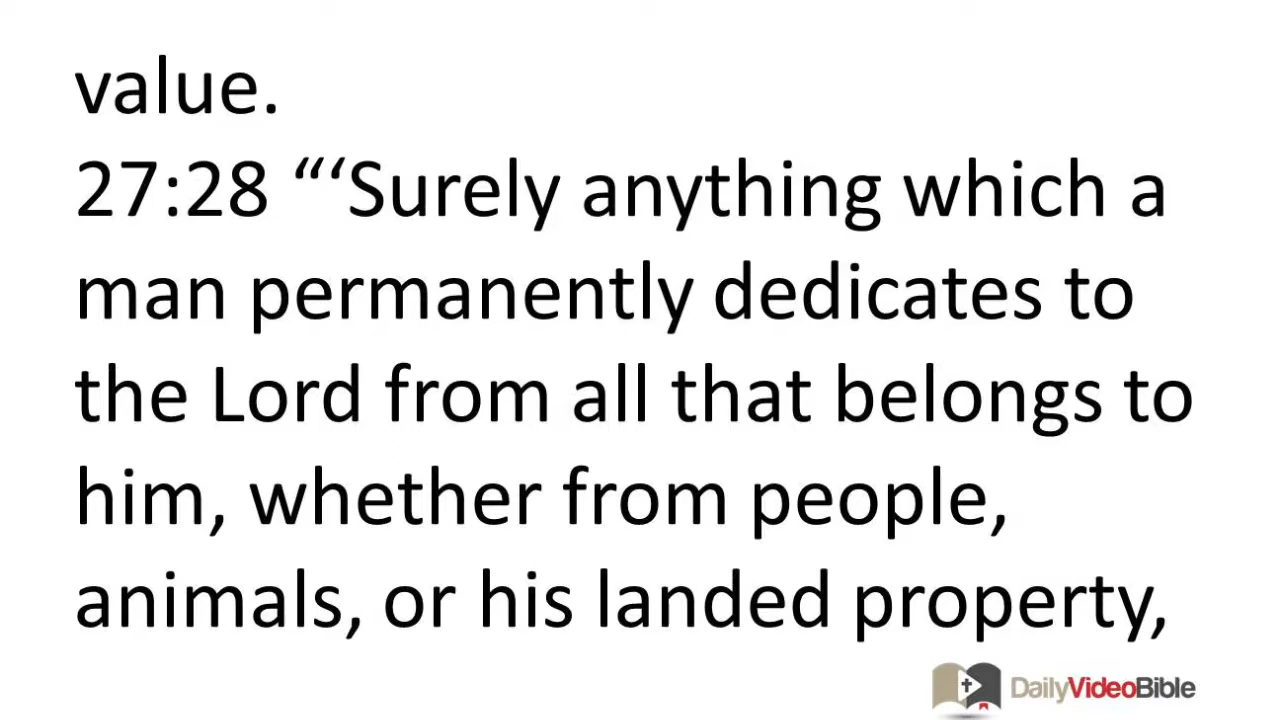 value.
27:28 “‘Surely anything which a
man permanently dedicates to
the Lord from all that belongs to
him, whether from people,
animals, or his landed property,
DailyVideoBible